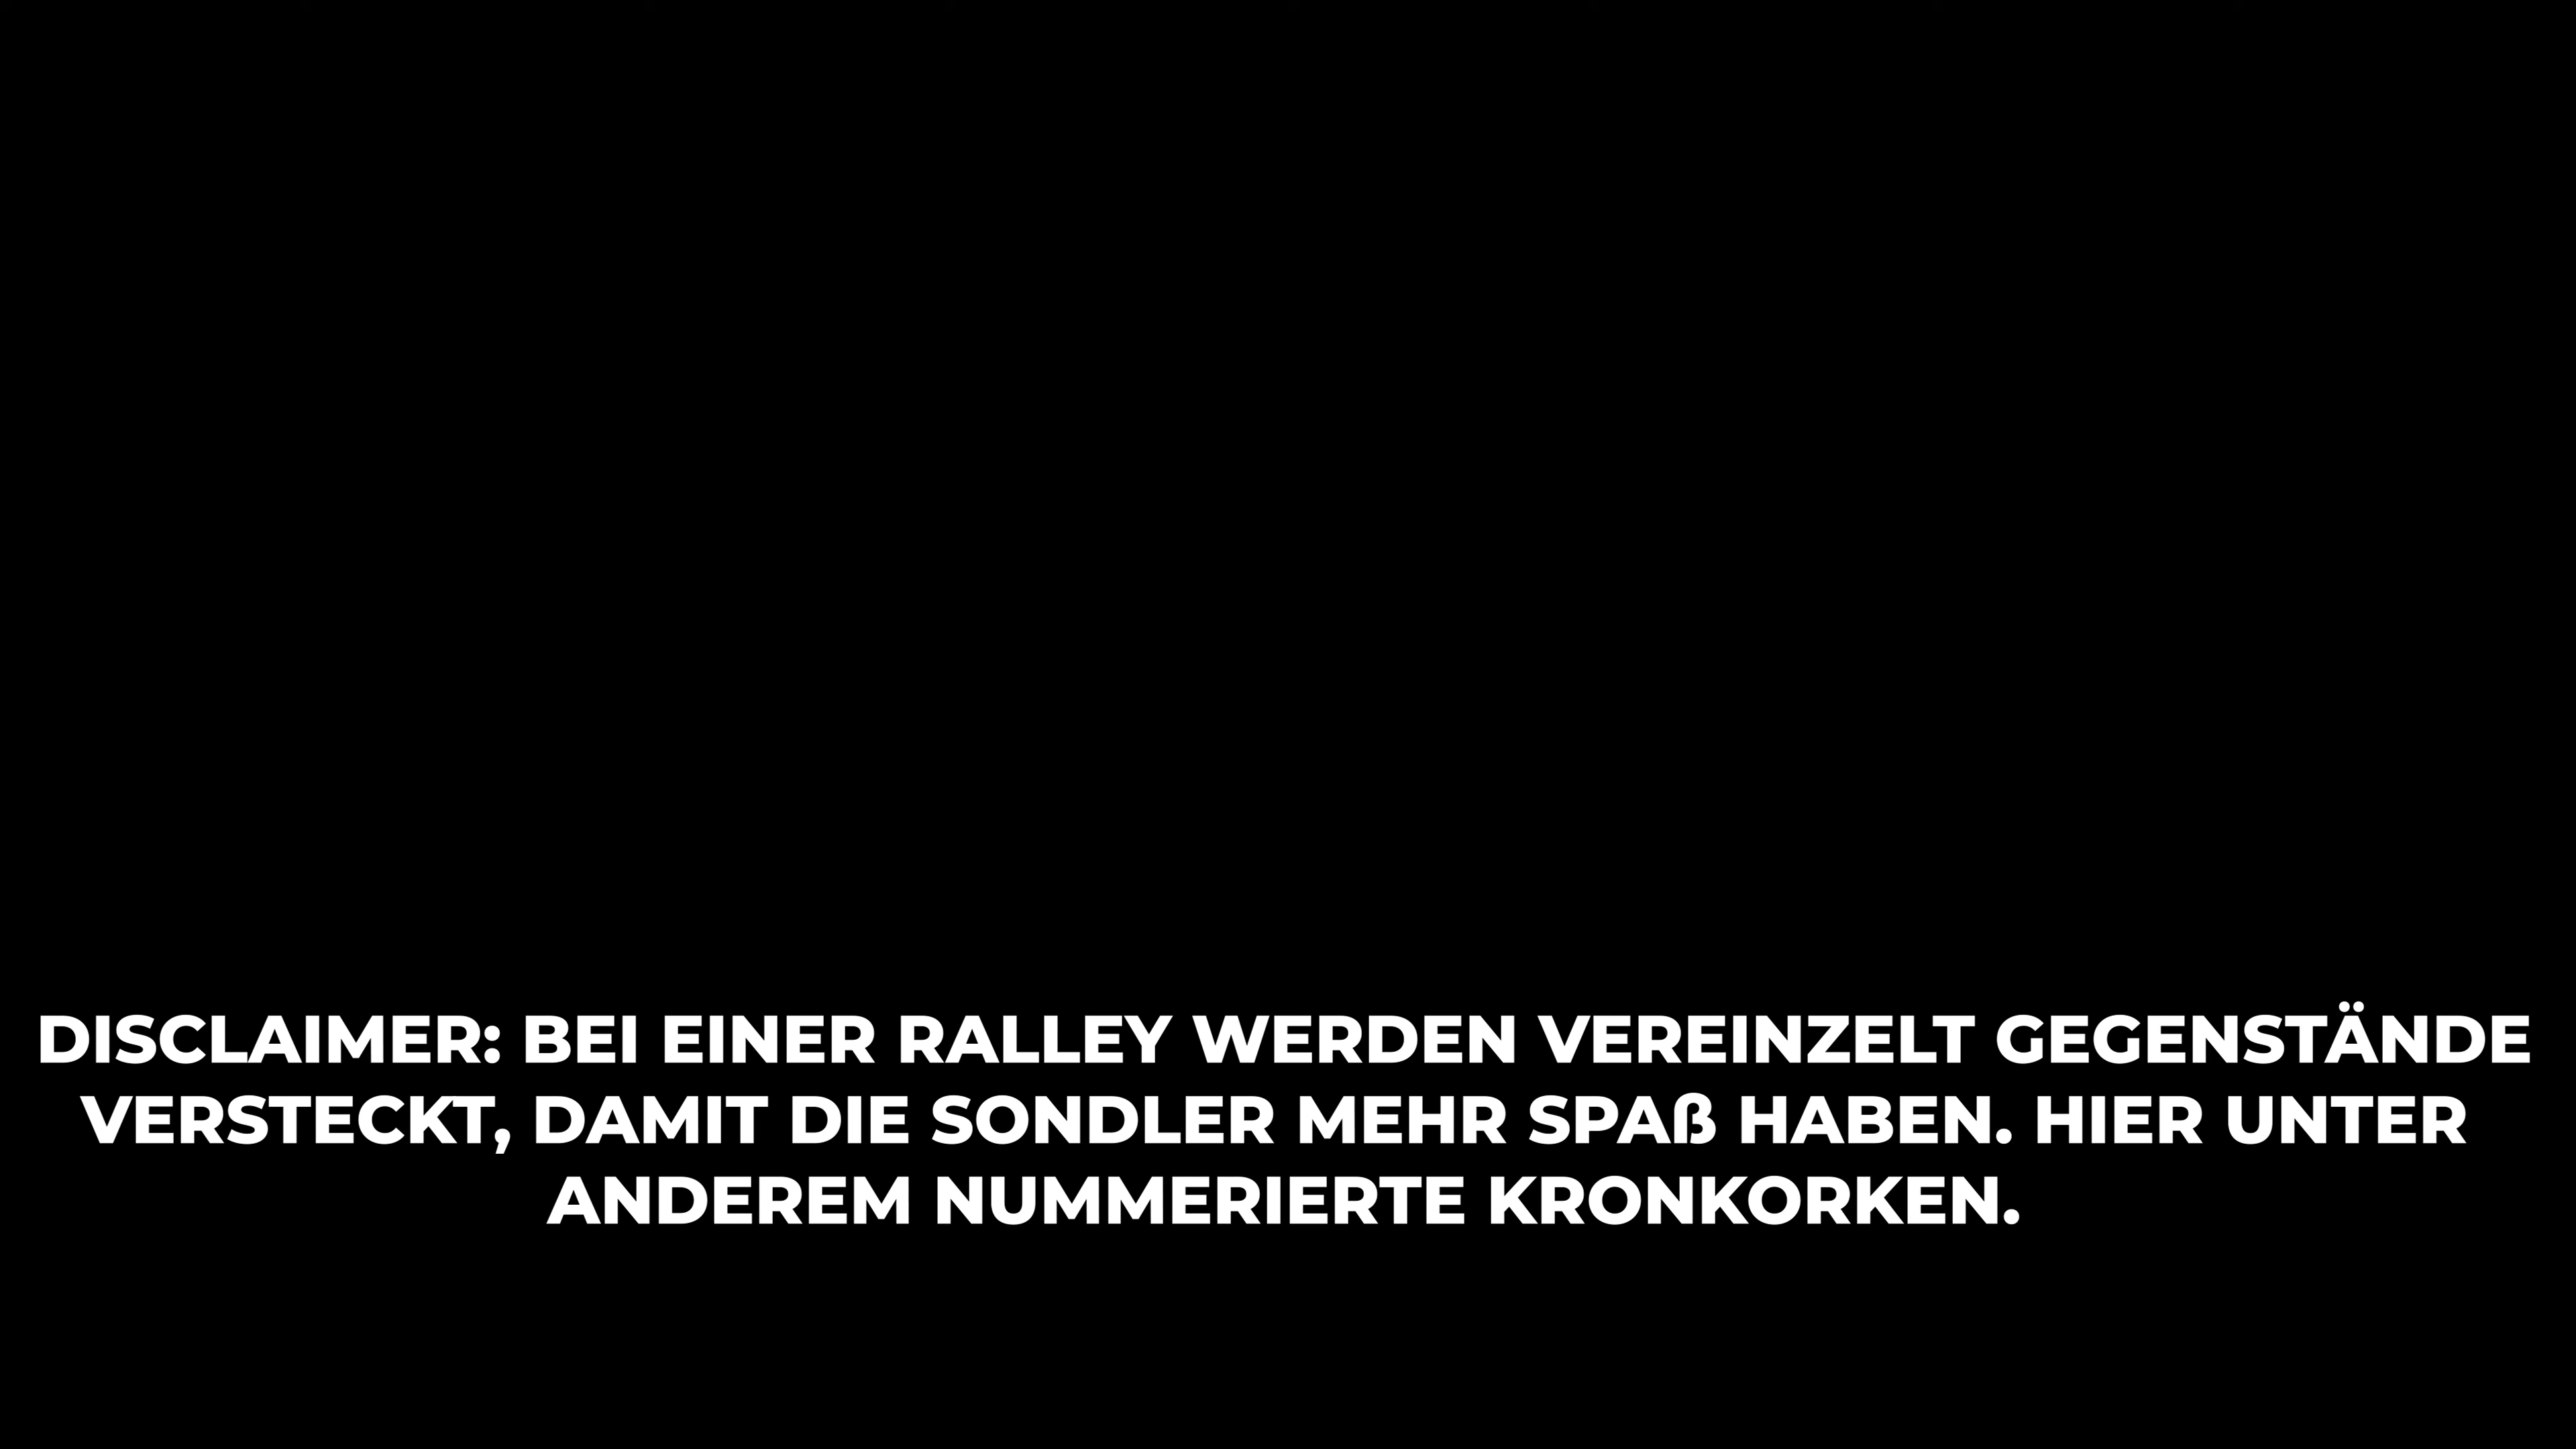 DISCLAIMER: BEI EINER RALLEY WERDEN VEREINZELT GEGENSTÄNDE
VERSTECKT, DAMIT DIE SONDLER MEHR SPAß HABEN. HIER UNTER
ANDEREM NUMMERIERTE KRONKORKEN.